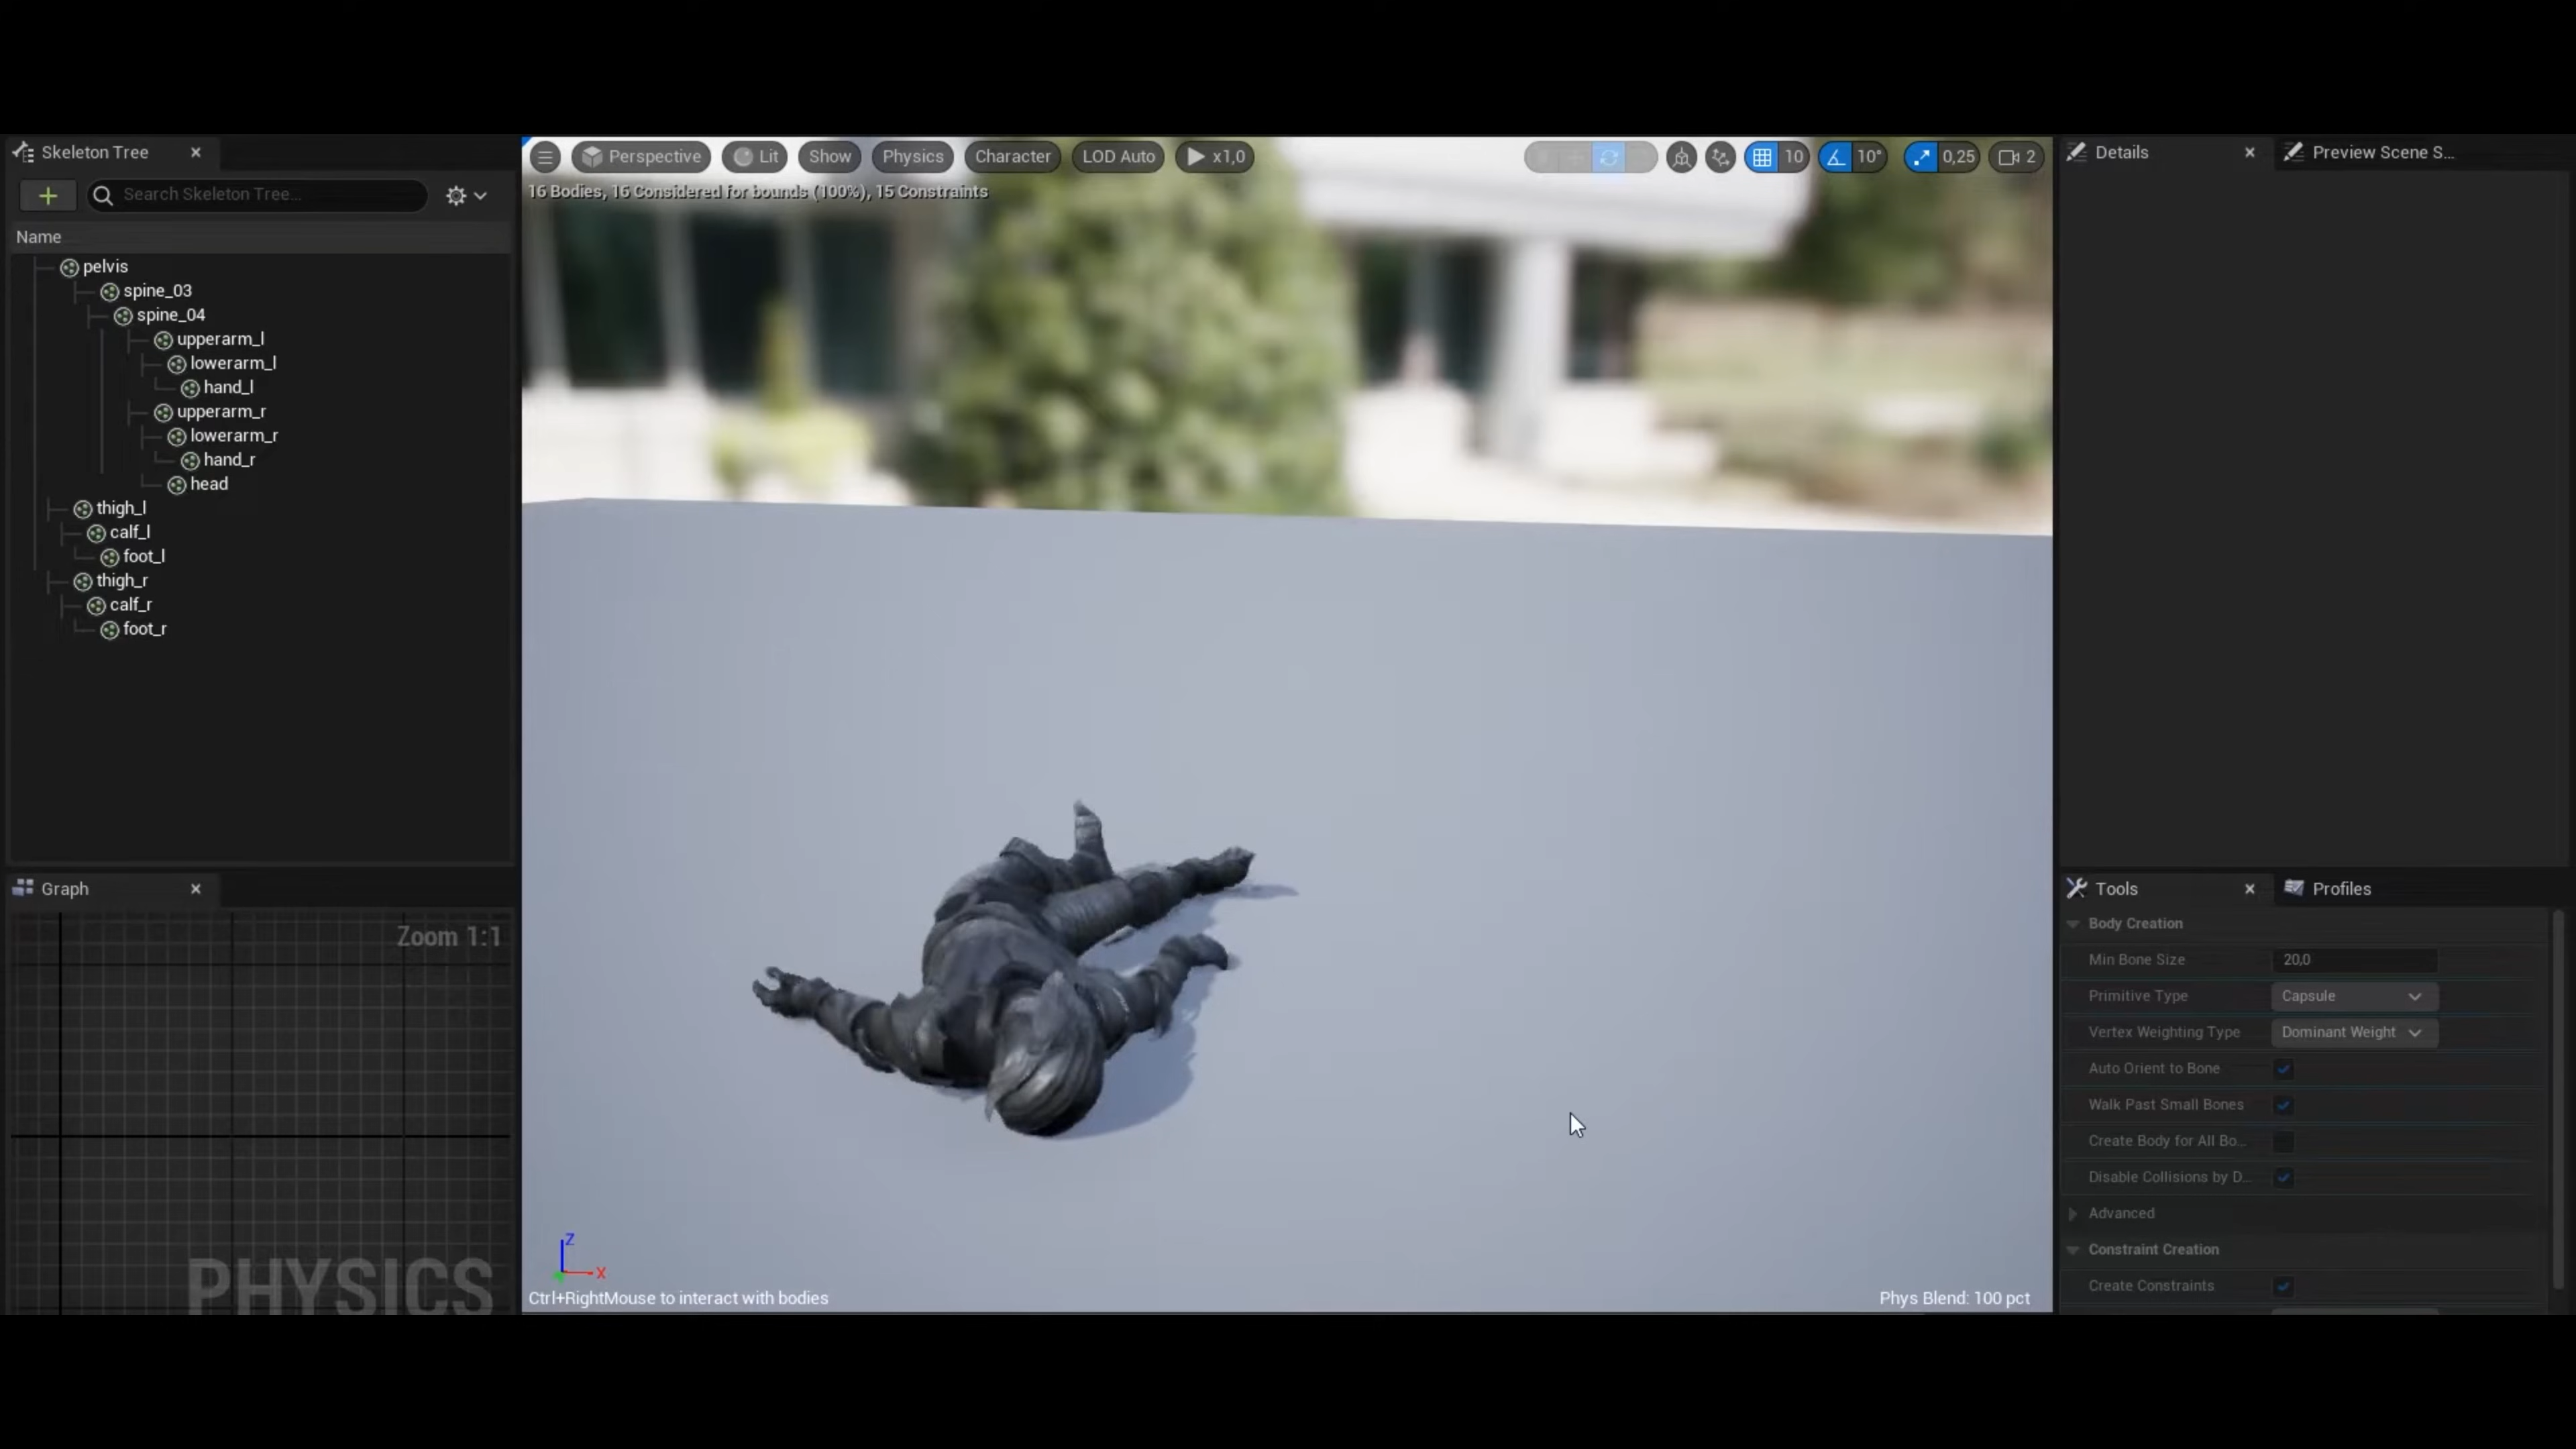 Skeleton Tree
Search Skeleton Tree...
Name
pelvis
spine_03
spine_04
upperarm_l
lowerarm_l
hand_l
upperarm_r
lowerarm_r
hand_r
head
thigh_l
calf_l
foot_l
thigh_r
calf_r
foot_r
Graph
Zoom 1:1
PHYSICS
Perspective
Lit
Show
Physics
Character
LOD Auto
x1,0
10
10°
0,25
2
16 Bodies, 16 Considered for bounds (100%), 15 Constraints
Z
X
Ctrl+RightMouse to interact with bodies
Phys Blend: 100 pct
Details
Preview Scene S...
Tools
Profiles
Body Creation
Min Bone Size 20,0
Primitive Type Capsule
Vertex Weighting Type Dominant Weight
Auto Orient to Bone
Walk Past Small Bones
Create Body for All Bo...
Disable Collisions by D...
Advanced
Constraint Creation
Create Constraints